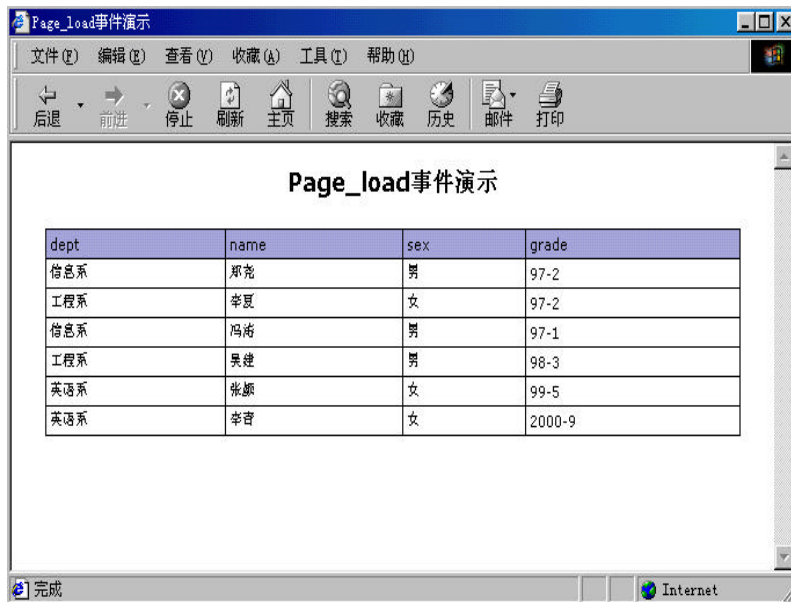 Page_load事件演示
文件(F) 编辑(E) 查看(V) 收藏(A) 工具(T) 帮助(H)
后退 前进 停止 刷新 主页 搜索 收藏 历史 邮件 打印
Page_load事件演示
dept name sex grade
信息系 郑尧 男 97-2
工程系 李夏 女 97-2
信息系 冯涛 男 97-1
工程系 吴建 男 98-3
英语系 张颖 女 99-5
英语系 女 2000-9
完成 Internet